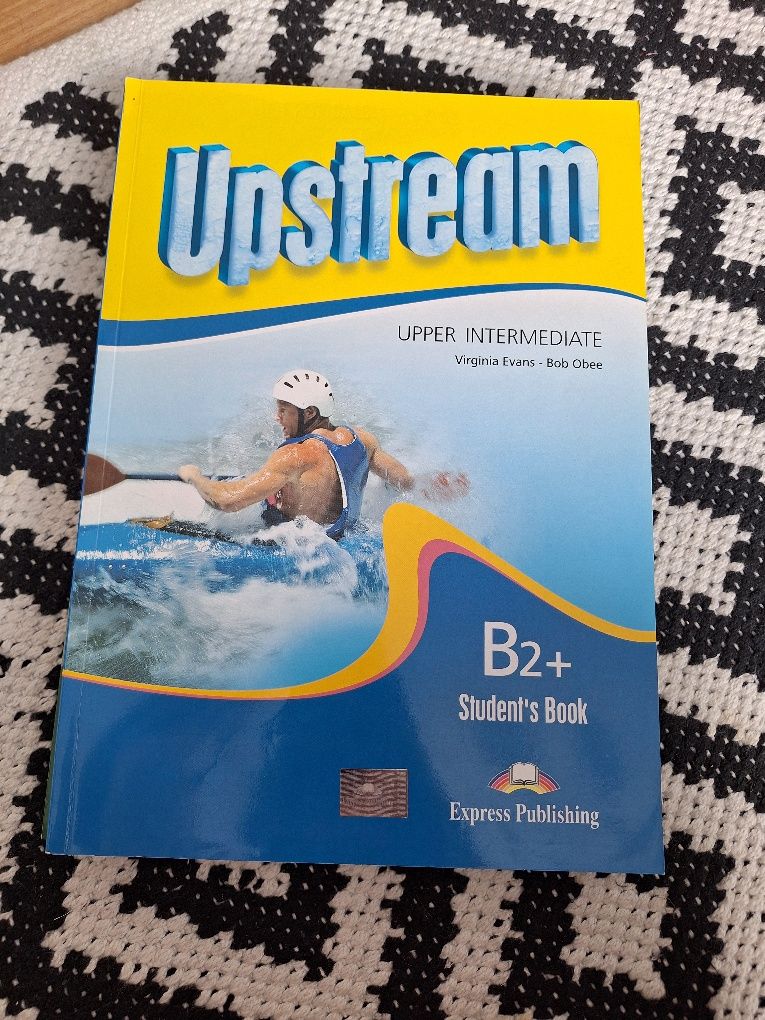 Upstream
UPPER INTERMEDIATE
Virginia Evans - Bob Obee
B2+
Student's Book
Express Publishing